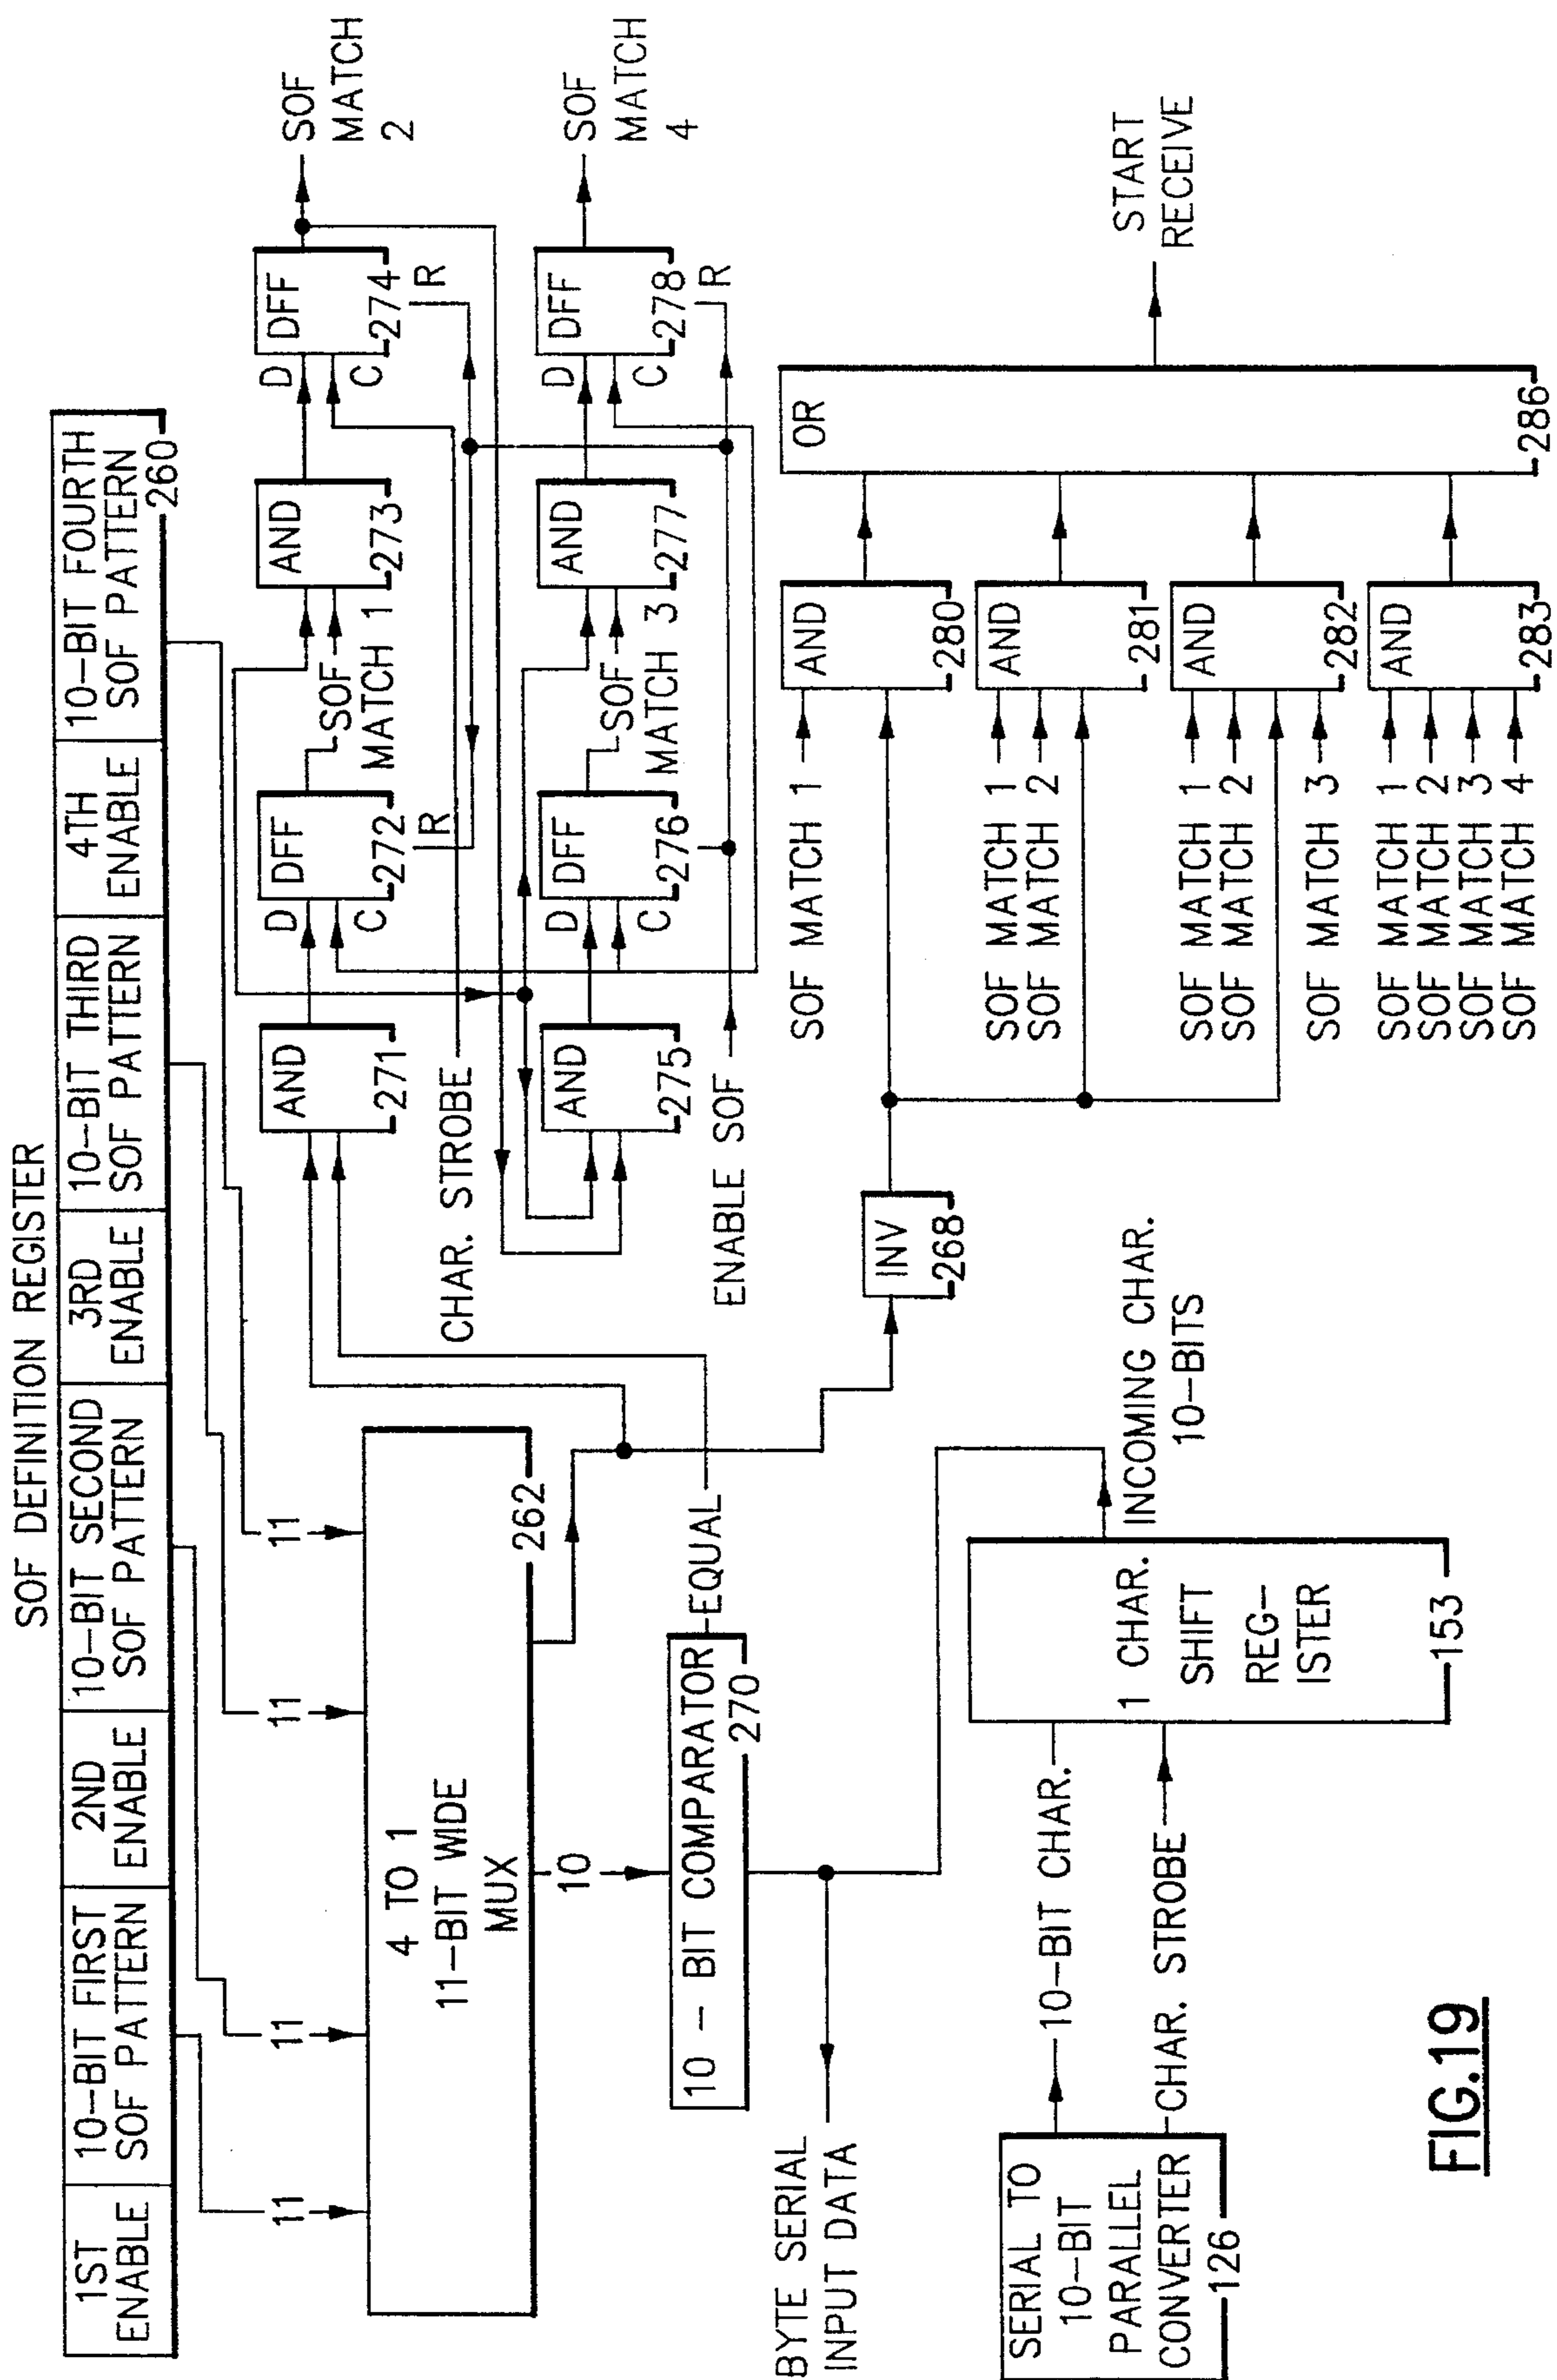 SOF DEFINITION REGISTER
1ST
ENABLE
10-BIT FIRST
SOF PATTERN
2ND
ENABLE
10-BIT SECOND
SOF PATTERN
3RD
ENABLE
10-BIT THIRD
SOF PATTERN
4TH
ENABLE
10-BIT FOURTH
SOF PATTERN
260
11
11
11
11
4 TO 1
11-BIT WIDE
MUX
262
10
10 - BIT COMPARATOR
270
EQUAL
BYTE SERIAL
INPUT DATA
SERIAL TO
10-BIT
PARALLEL
CONVERTER
126
10-BIT CHAR.
CHAR. STROBE
1 CHAR.
SHIFT
REG-
ISTER
153
INCOMING CHAR.
10-BITS
INV
268
AND
271
D
DFF
C
272
R
SOF
MATCH 1
AND
273
D
DFF
C
274
R
SOF
MATCH
2
CHAR. STROBE
AND
275
D
DFF
C
276
SOF
MATCH 3
AND
277
D
DFF
C
278
R
SOF
MATCH
4
ENABLE SOF
SOF MATCH 1
AND
280
SOF MATCH 1
SOF MATCH 2
AND
281
SOF MATCH 1
SOF MATCH 2
SOF MATCH 3
AND
282
SOF MATCH 1
SOF MATCH 2
SOF MATCH 3
SOF MATCH 4
AND
283
OR
286
START
RECEIVE
FIG.19